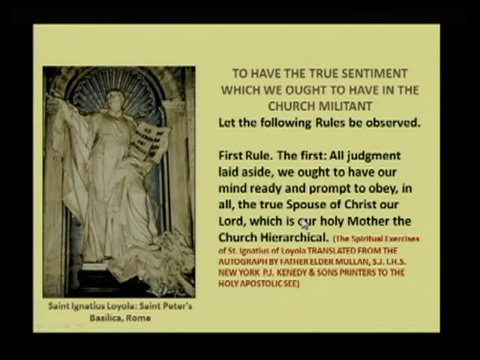 TO HAVE THE TRUE SENTIMENT
WHICH WE OUGHT TO HAVE IN THE
CHURCH MILITANT
Let the following Rules be observed.
First Rule. The first: All judgment
laid aside, we ought to have our
mind ready and prompt to obey, in
all, the true Spouse of Christ our
Lord, which is our holy Mother the
Church Hierarchical. (The Spiritual Exercises
of St. Ignatius of Loyola TRANSLATED FROM THE
AUTOGRAPH BY FATHER ELDER MULLAN, S.J. I.H.S.
NEW YORK P.J. KENEDY & SONS PRINTERS TO THE
HOLY APOSTOLIC SEE)
Saint Ignatius Loyola: Saint Peter's
Basilica, Rome